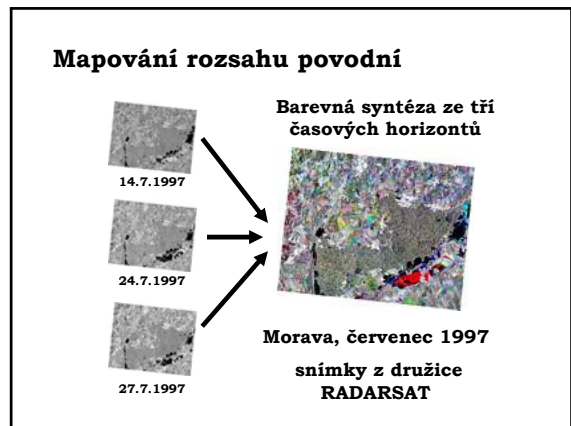 Mapování rozsahu povodní
Barevná syntéza ze tří
časových horizontů
14.7.1997
24.7.1997
27.7.1997
Morava, červenec 1997
snímky z družice
RADARSAT